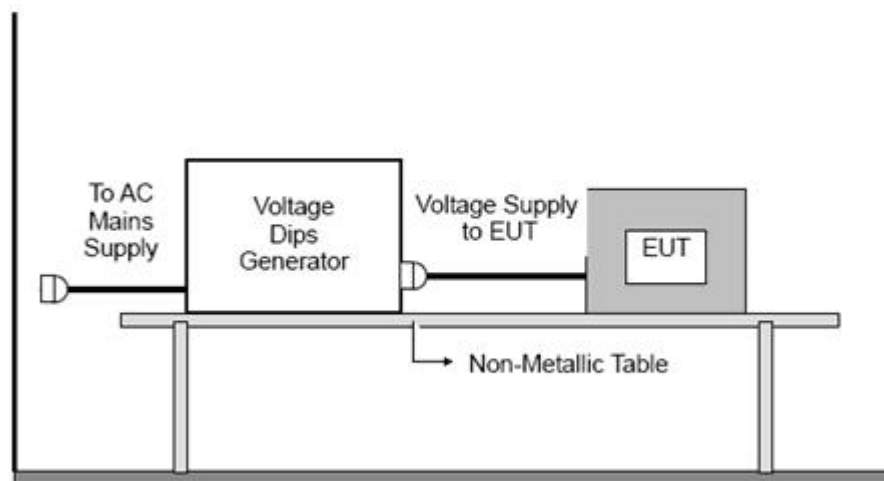 To AC
Mains
Supply
Voltage
Dips
Generator
Voltage Supply
to EUT
EUT
Non-Metallic Table